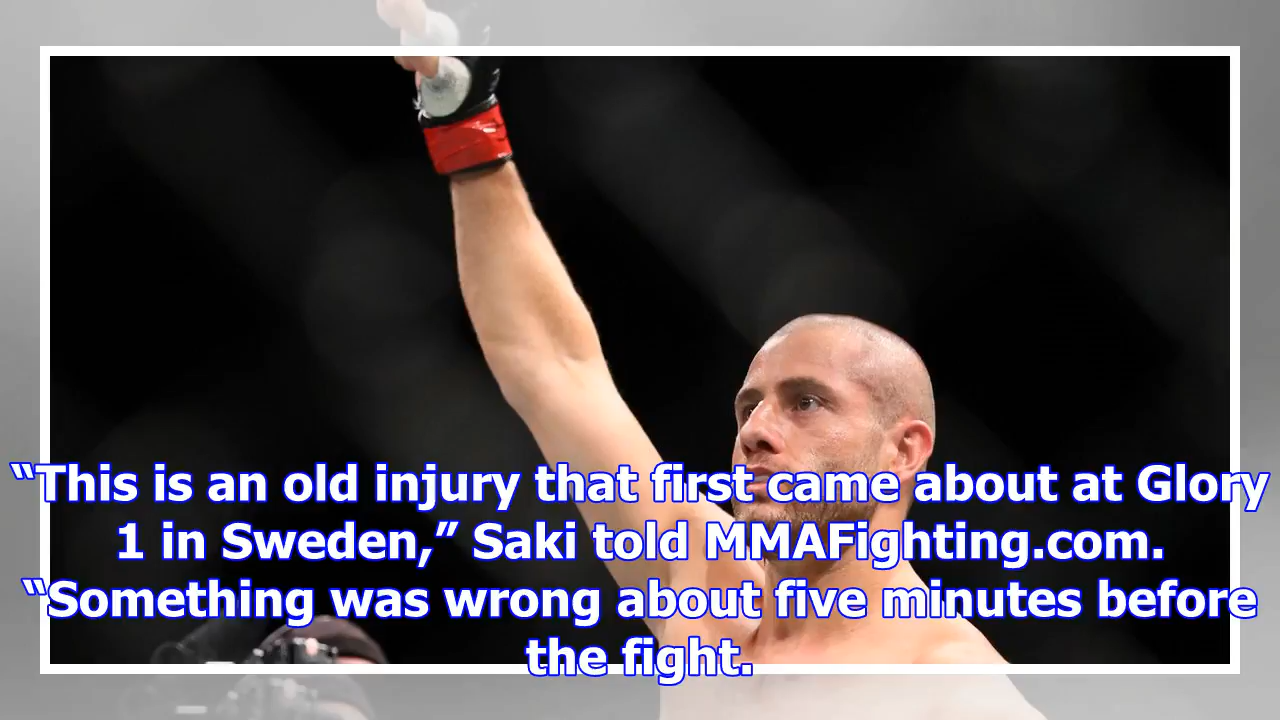 “This is an old injury that first came about at Glory
1 in Sweden,” Saki told MMAFighting.com.
“Something was wrong about five minutes before
the fight.